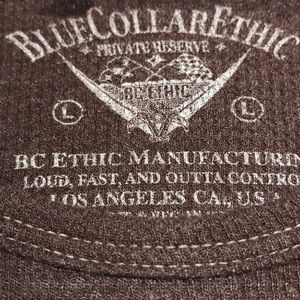 BLUECOLLARETHIC
PRIVATE RESERVE
BC ETHIC
L L
BC ETHIC MANUFACTURIN
LOUD, FAST, AND OUTTA CONTRO
LOS ANGELES CA., U.S.A